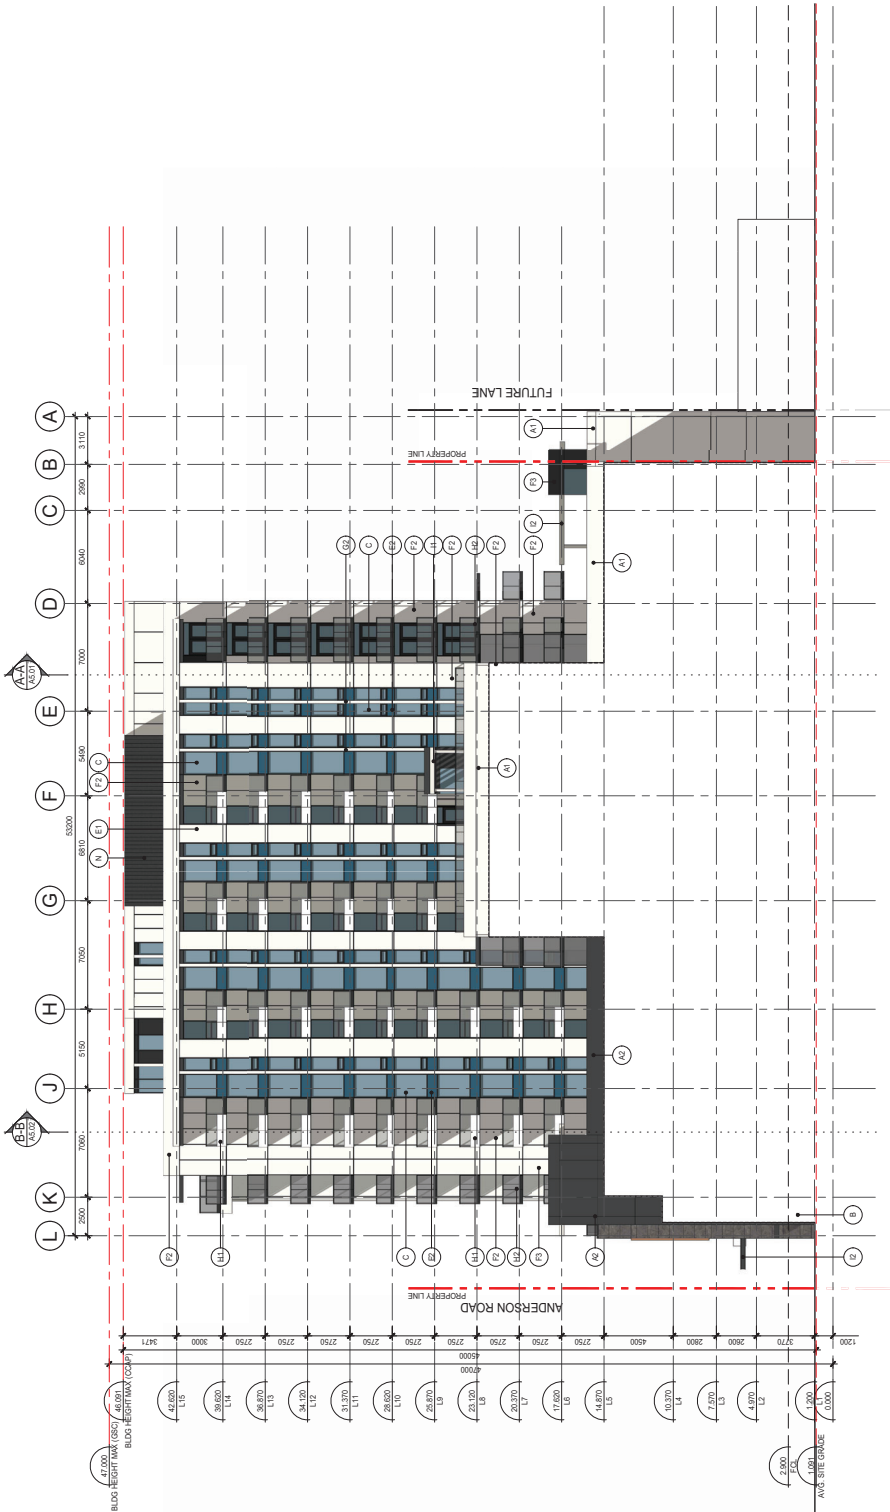 A
B
C
D
E
F
G
H
J
K
L
3110
2990
6040
7000
5490
6810
7050
5150
7060
2500
53200
A-A
A5.01
B-B
A5.02
FUTURE LANE
PROPERTY LINE
A1
F3
I2
A1
G2
C
E2
F2
I1
F2
H2
F2
F2
A1
C
F2
E1
N
A2
F2
H1
C
E2
H1
F2
H2
F3
A2
B
I2
PROPERTY LINE
ANDERSON ROAD
3471
3000
2750
2750
2750
2750
2750
2750
2750
2750
2750
4500
2800
2600
3770
1200
45000
47000
47.000
BLDG HEIGHT MAX (GSC)
46.091
BLDG HEIGHT MAX (CCAP)
42.620
L15
39.620
L14
36.870
L13
34.120
L12
31.370
L11
28.620
L10
25.870
L9
23.120
L8
20.370
L7
17.620
L6
14.870
L5
10.370
L4
7.570
L3
4.970
L2
2.900
FCL
1.200
L1
1.091
AVG. SITE GRADE
0.000